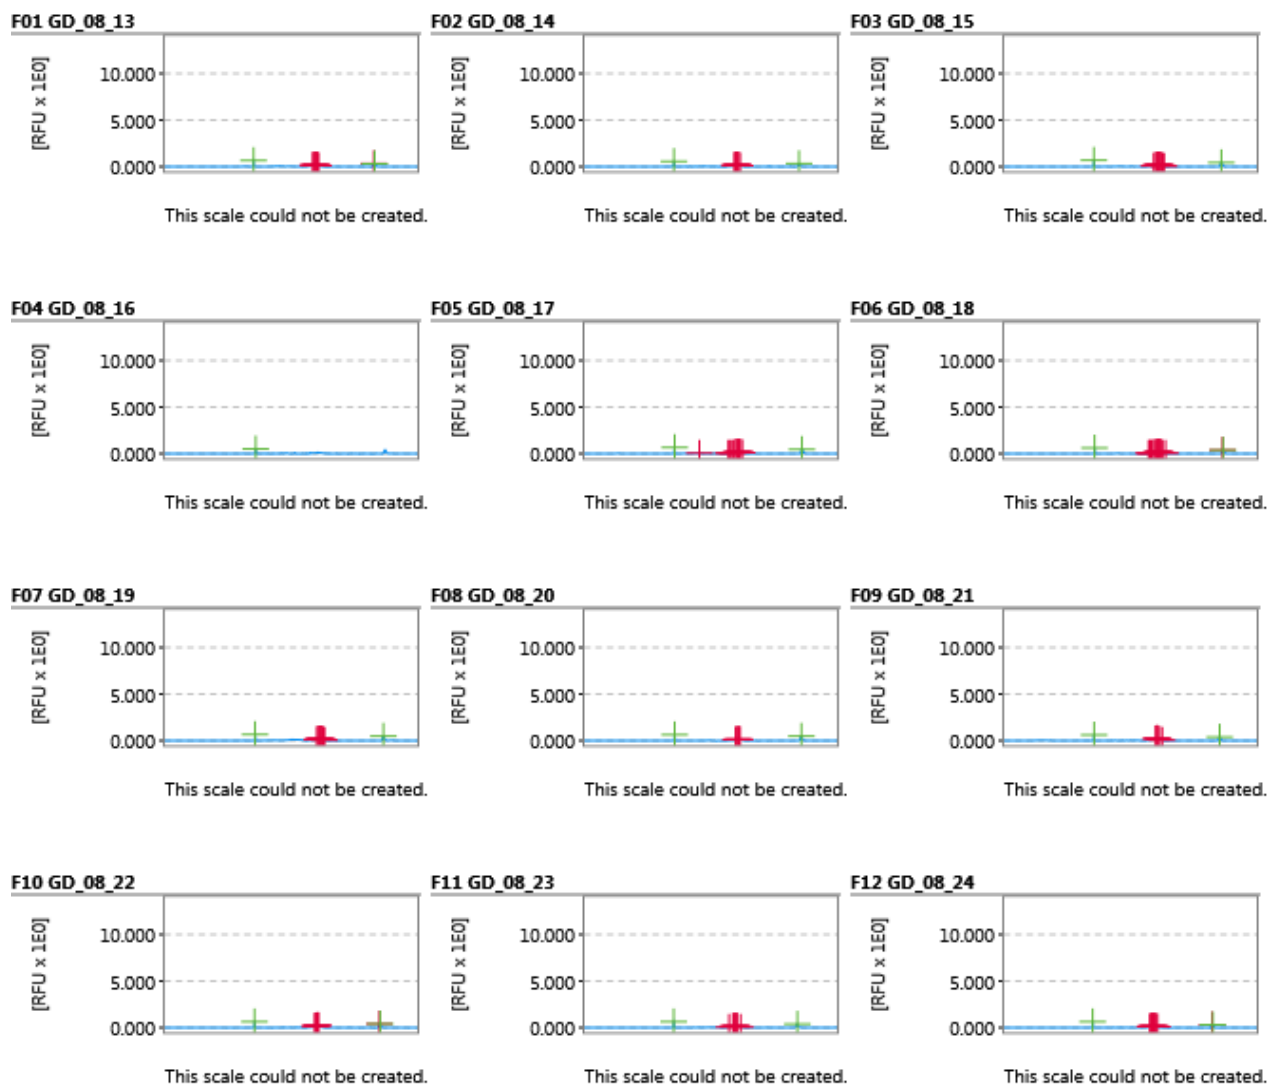 F01 GD_08_13
F02 GD_08_14
F03 GD_08_15
[RFU x 1E0]
10.000
5.000
0.000
[RFU x 1E0]
10.000
5.000
0.000
[RFU x 1E0]
10.000
5.000
0.000
This scale could not be created.
This scale could not be created.
This scale could not be created.
F04 GD_08_16
F05 GD_08_17
F06 GD_08_18
[RFU x 1E0]
10.000
5.000
0.000
[RFU x 1E0]
10.000
5.000
0.000
[RFU x 1E0]
10.000
5.000
0.000
This scale could not be created.
This scale could not be created.
This scale could not be created.
F07 GD_08_19
F08 GD_08_20
F09 GD_08_21
[RFU x 1E0]
10.000
5.000
0.000
[RFU x 1E0]
10.000
5.000
0.000
[RFU x 1E0]
10.000
5.000
0.000
This scale could not be created.
This scale could not be created.
This scale could not be created.
F10 GD_08_22
F11 GD_08_23
F12 GD_08_24
[RFU x 1E0]
10.000
5.000
0.000
[RFU x 1E0]
10.000
5.000
0.000
[RFU x 1E0]
10.000
5.000
0.000
This scale could not be created.
This scale could not be created.
This scale could not be created.